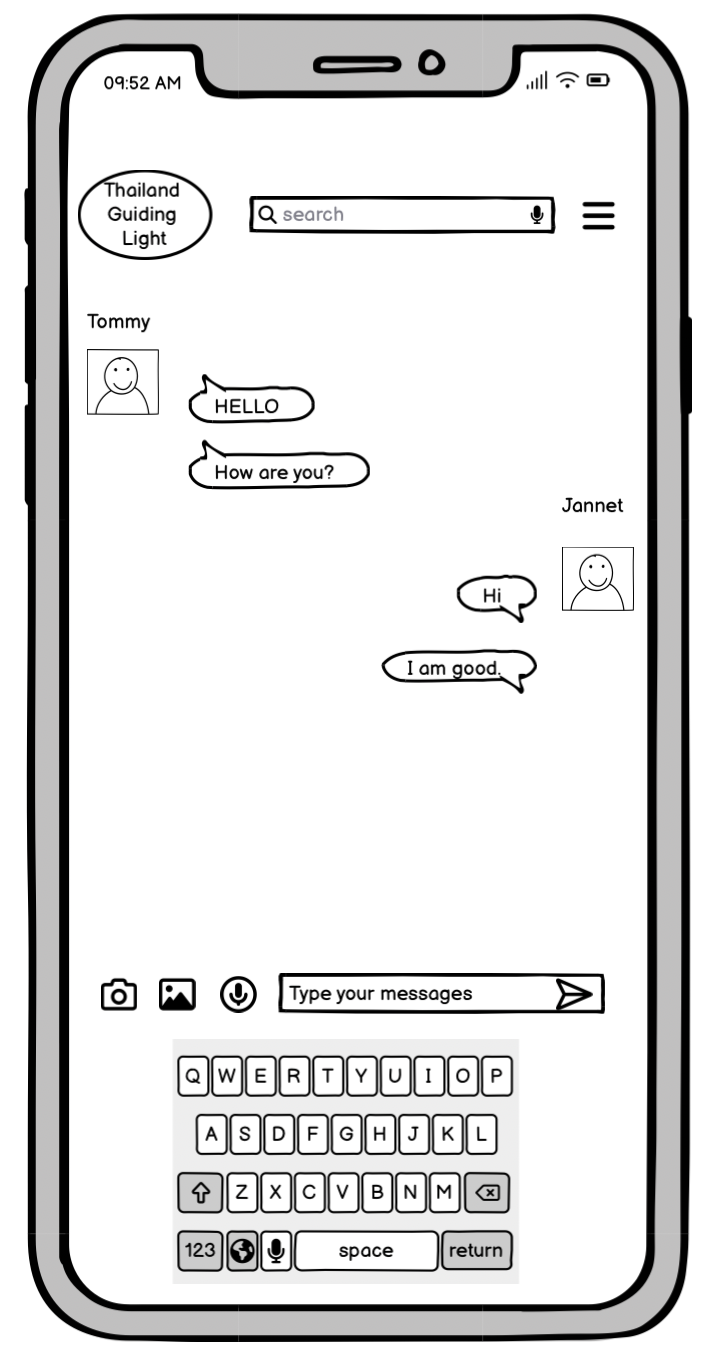 09:52 AM
Thailand
Guiding
Light
search
Tommy
HELLO
How are you?
Jannet
Hi
I am good.
Type your messages
Q W E R T Y U I O P
A S D F G H J K L
Z X C V B N M
123 space return